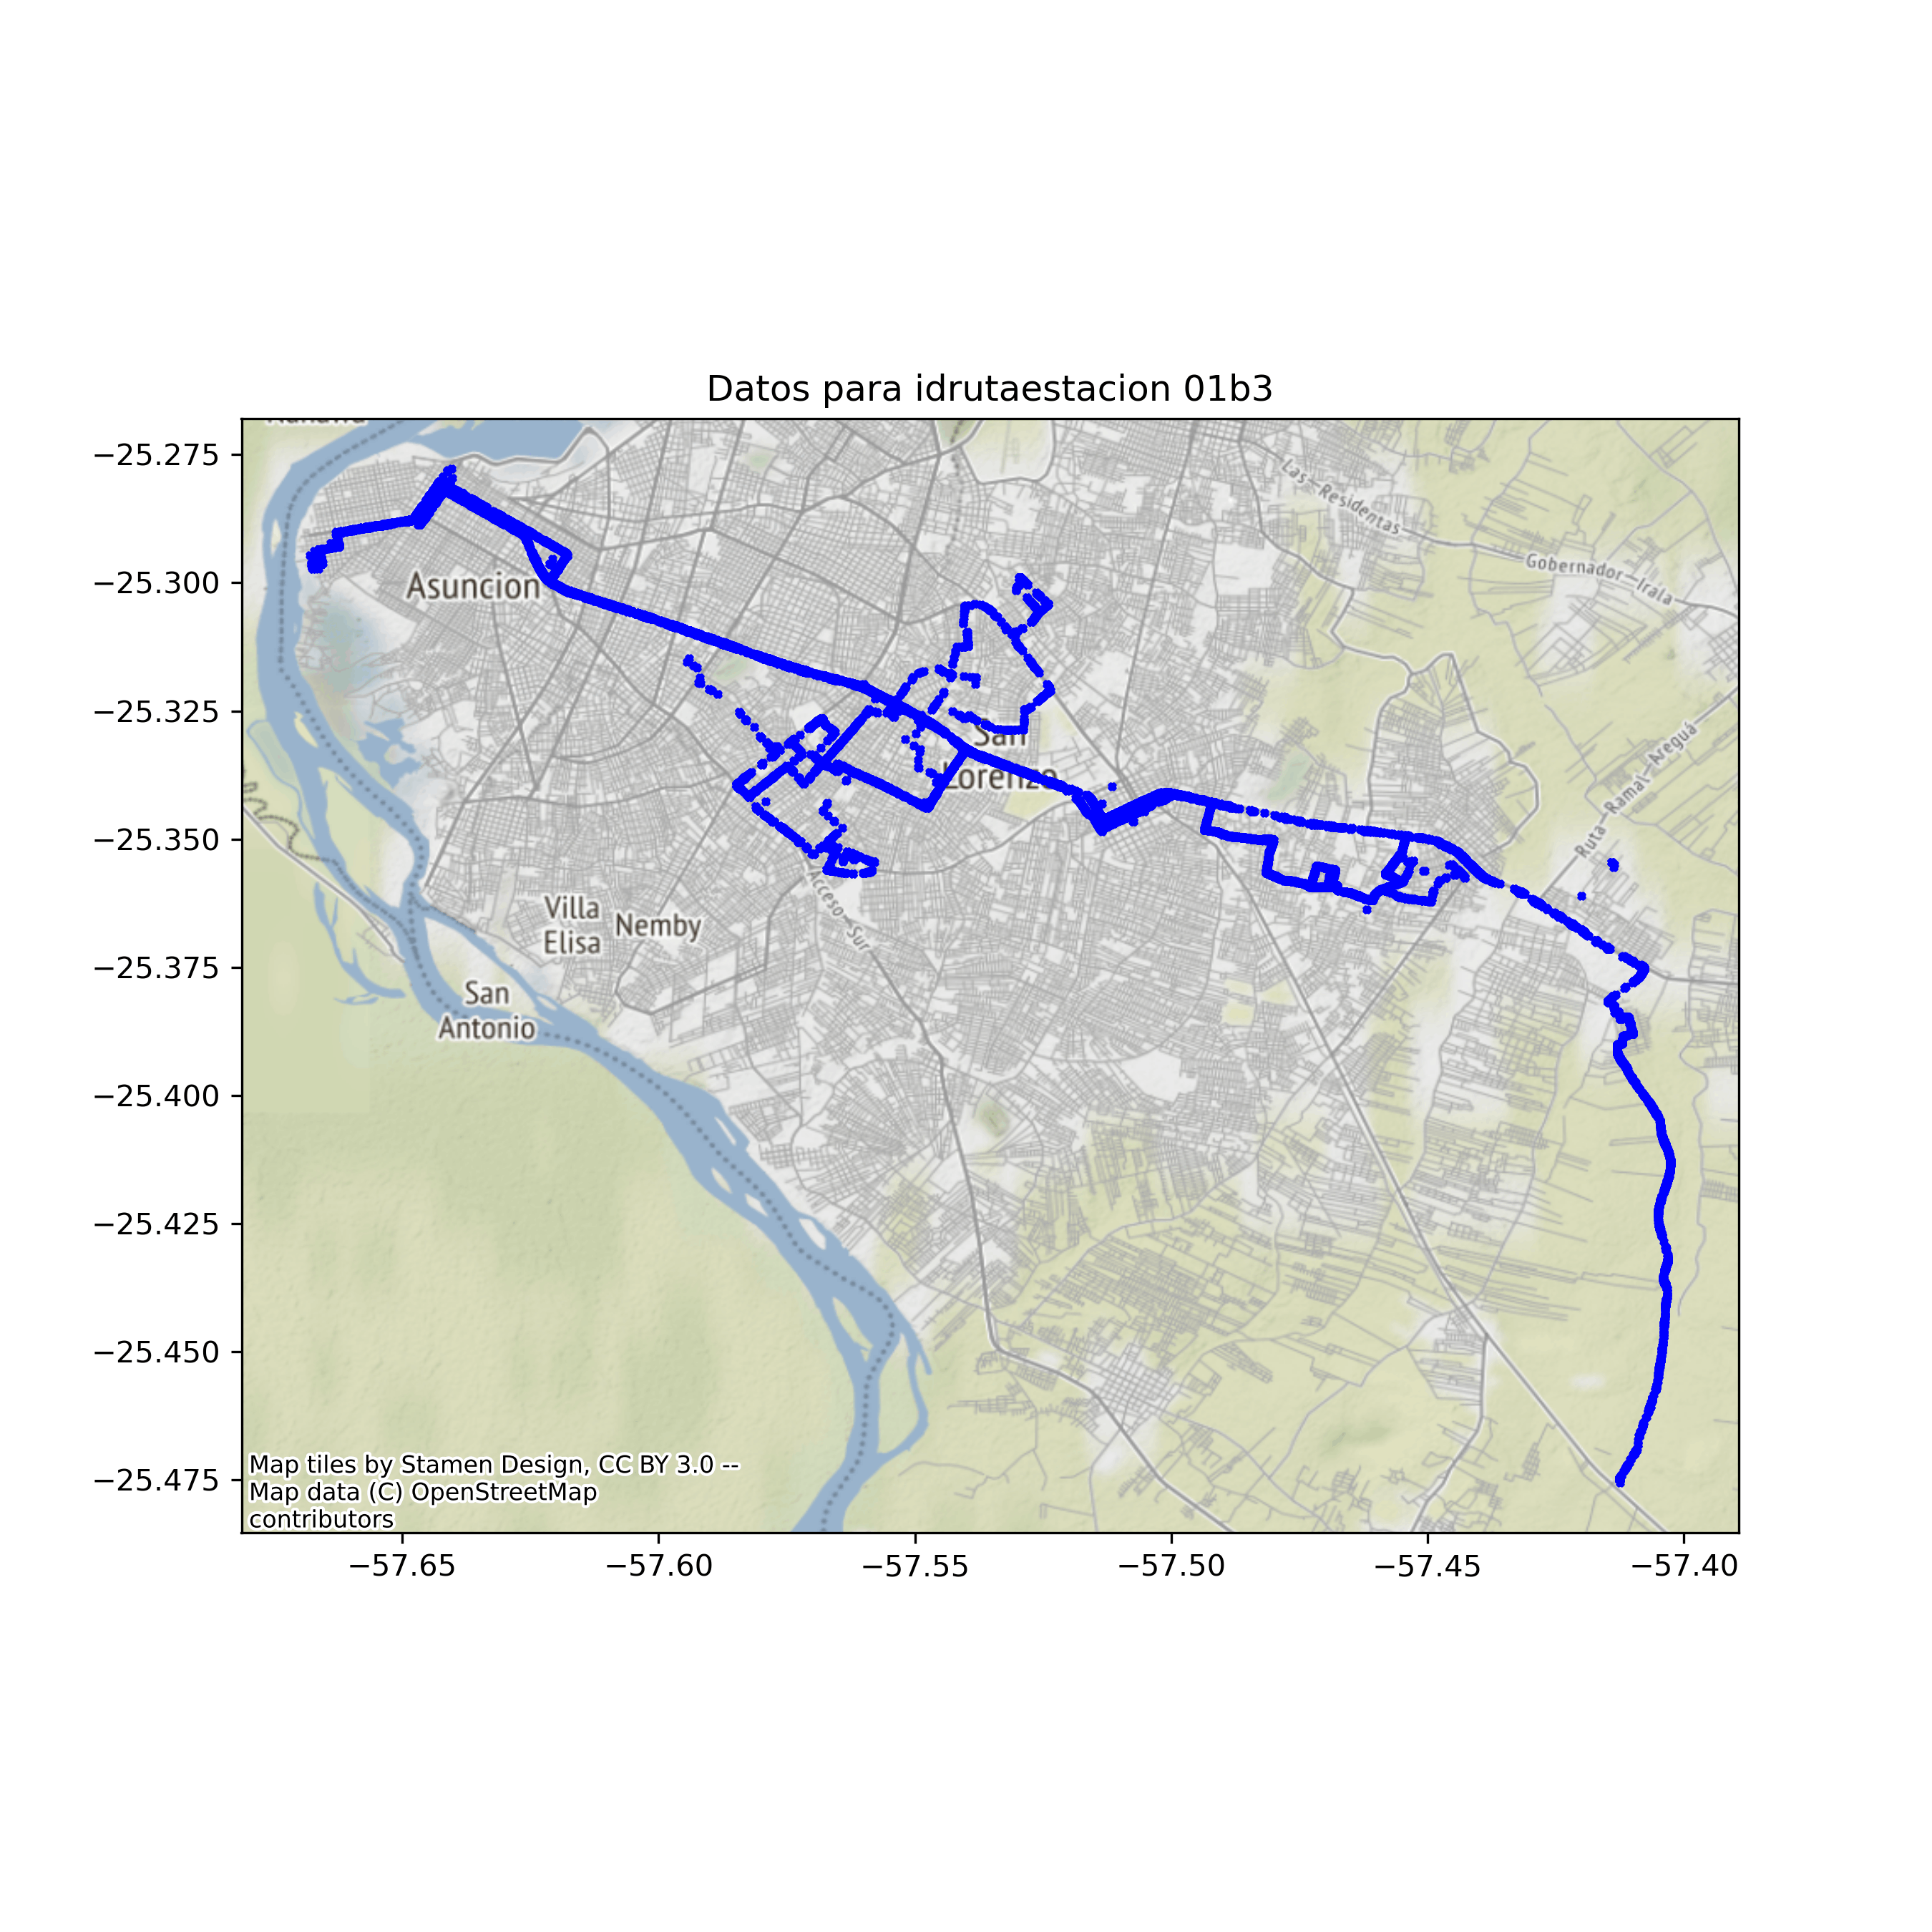 Datos para idrutaestacion 01b3
−25.275
−25.300
−25.325
−25.350
−25.375
−25.400
−25.425
−25.450
−25.475
Las Residentas
Gobernador Irala
Asuncion
San
Lorenzo
Ruta Ramal Areguá
Acceso Sur
Villa
Elisa
Nemby
San
Antonio
Map tiles by Stamen Design, CC BY 3.0 --
Map data (C) OpenStreetMap
contributors
−57.65
−57.60
−57.55
−57.50
−57.45
−57.40